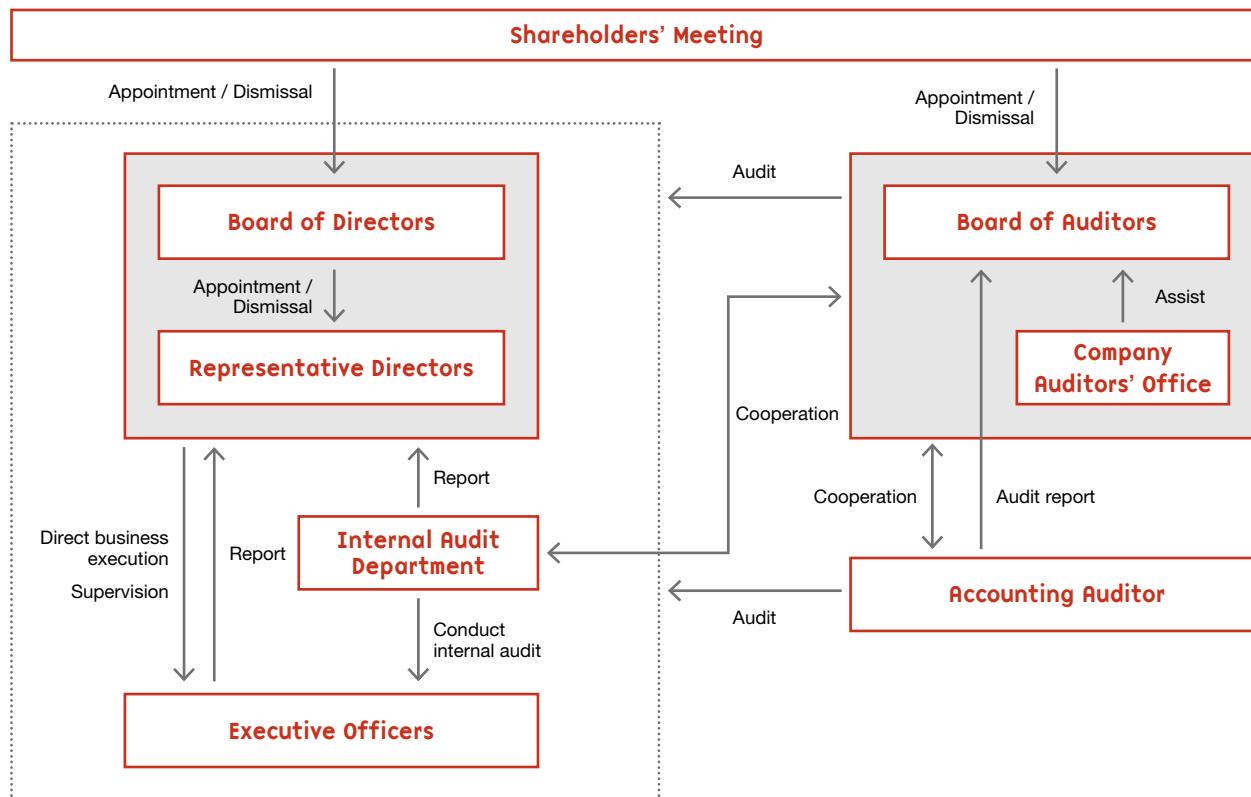 Shareholders’ Meeting
Appointment / Dismissal
Appointment /
Dismissal
Board of Directors
Audit
Board of Auditors
Appointment /
Dismissal
Assist
Representative Directors
Company
Auditors’ Office
Cooperation
Report
Cooperation
Audit report
Direct business
execution
Supervision
Report
Internal Audit
Department
Accounting Auditor
Audit
Conduct
internal audit
Executive Officers